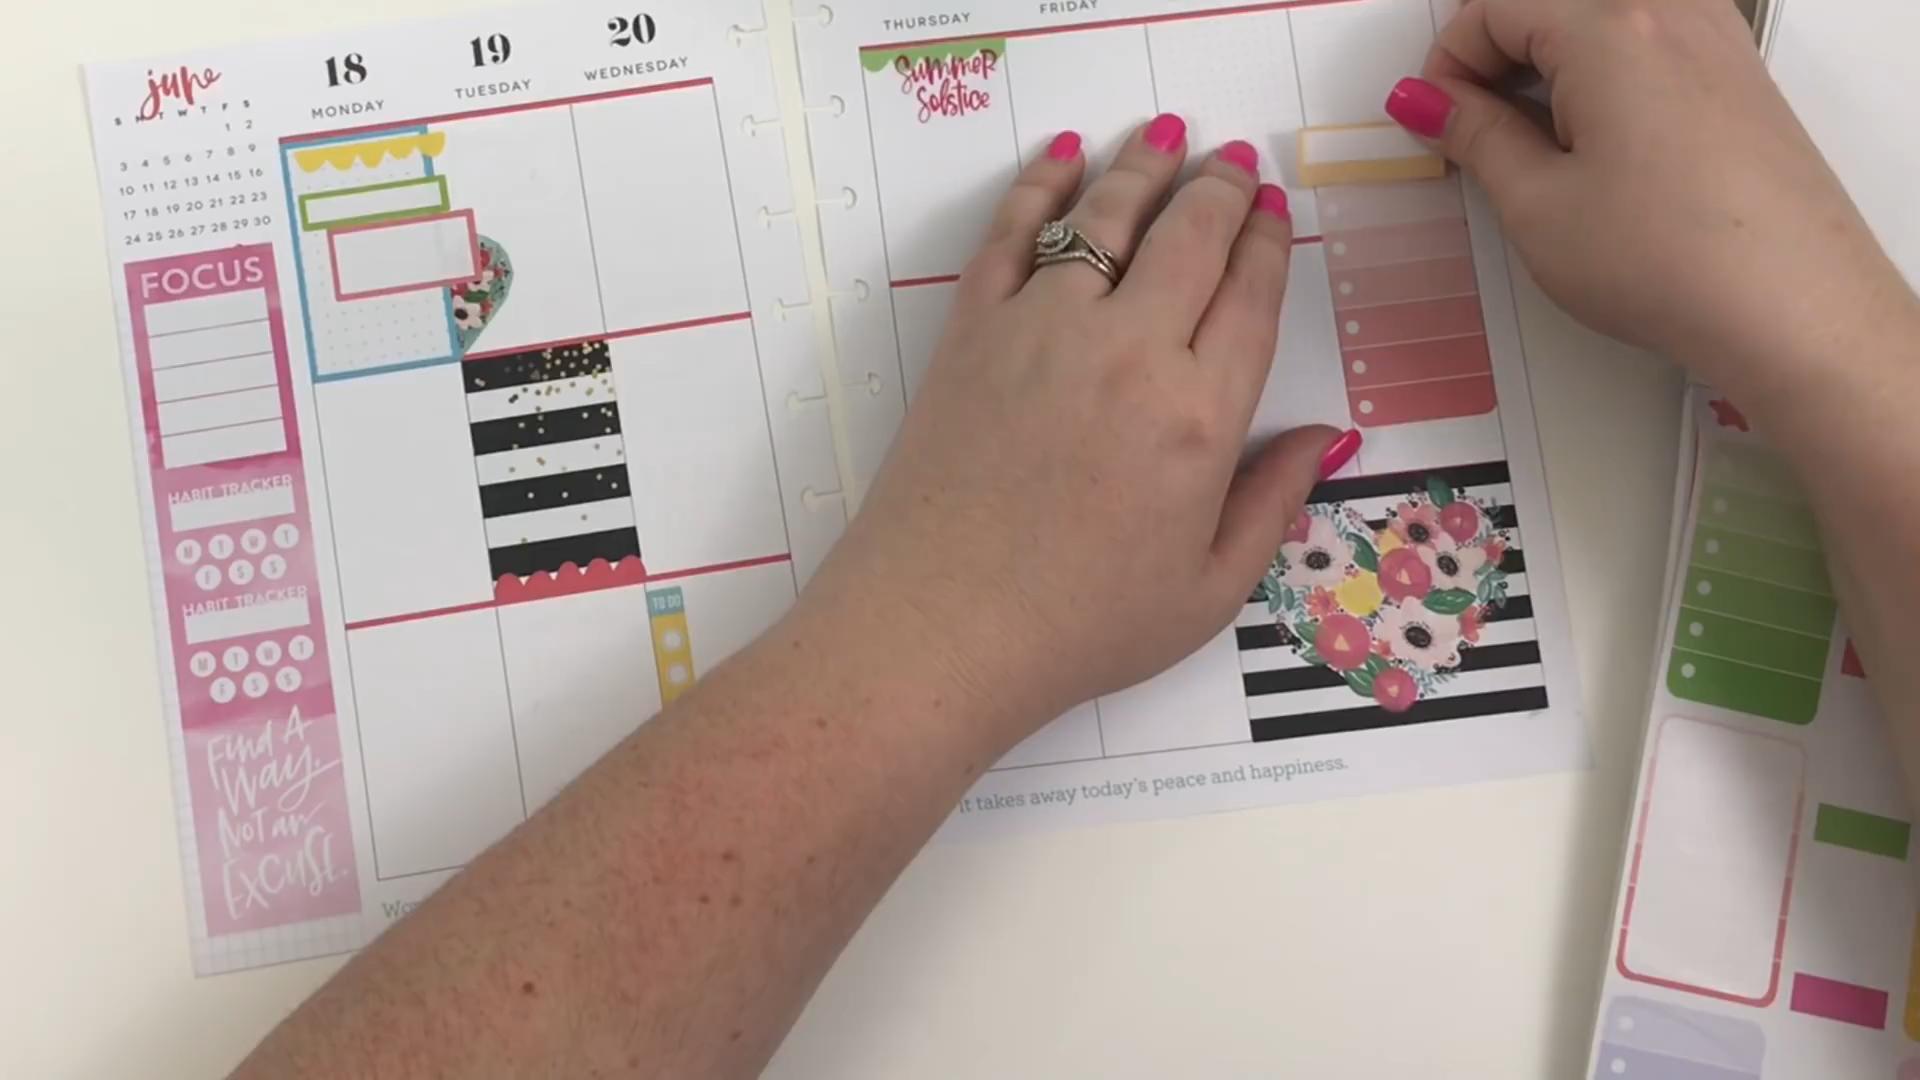 june
S M T W T F S
1 2
3 4 5 6 7 8 9
10 11 12 13 14 15 16
17 18 19 20 21 22 23
24 25 26 27 28 29 30
18
MONDAY
19
TUESDAY
20
WEDNESDAY
THURSDAY
FRIDAY
SUMMER
Solstice
FOCUS
HABIT TRACKER
M T W T
F S S
HABIT TRACKER
M T W T
F S S
Find A
Way,
Not an
Excuse.
TO DO
it takes away today's peace and happiness.